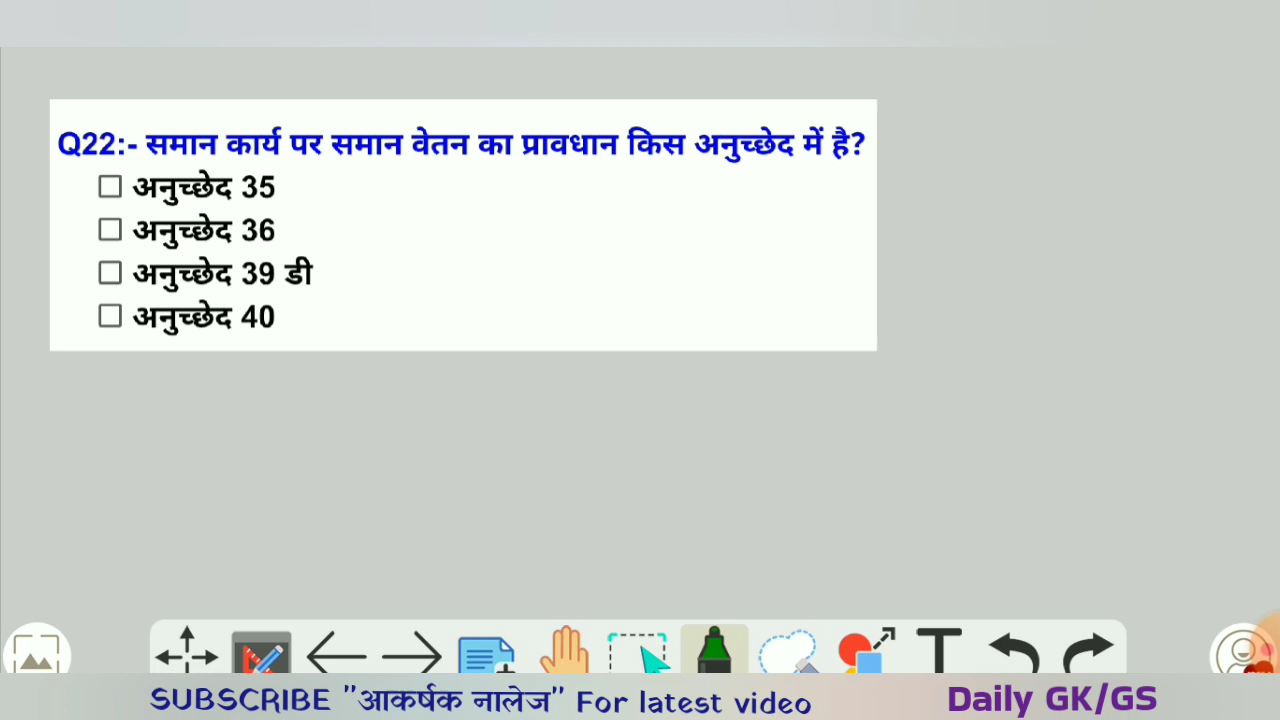 Q22:- समान कार्य पर समान वेतन का प्रावधान किस अनुच्छेद में है?
अनुच्छेद 35
अनुच्छेद 36
अनुच्छेद 39 डी
अनुच्छेद 40
SUBSCRIBE "आकर्षक नालेज" For latest video
Daily GK/GS